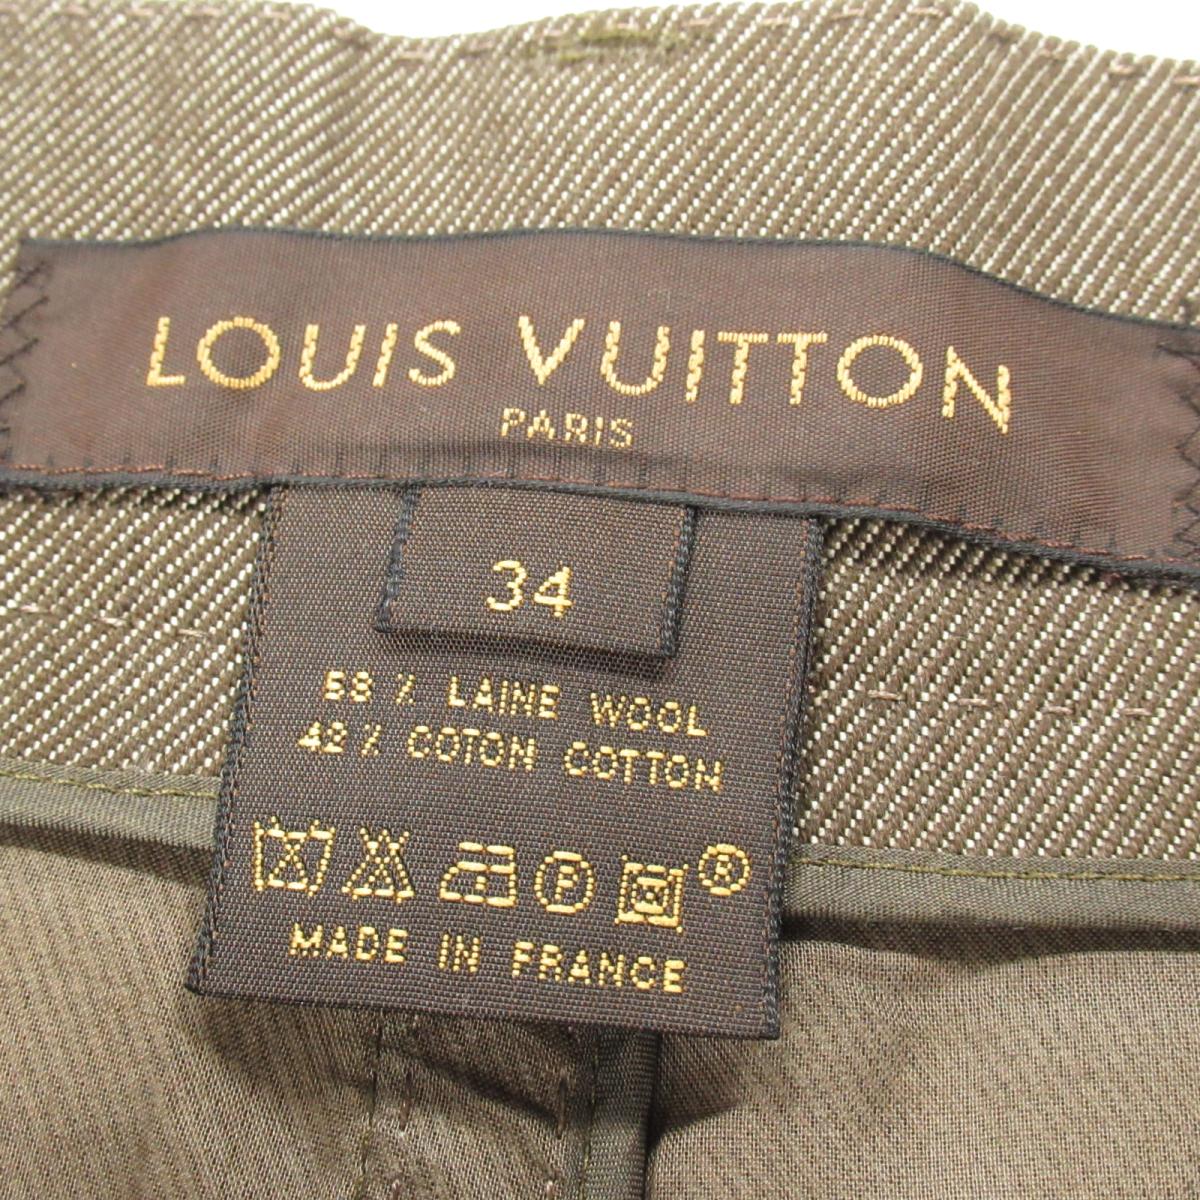 LOUIS VUITTON
PARIS
34
58 % LAINE WOOL
42 % COTON COTTON
P ®
MADE IN FRANCE